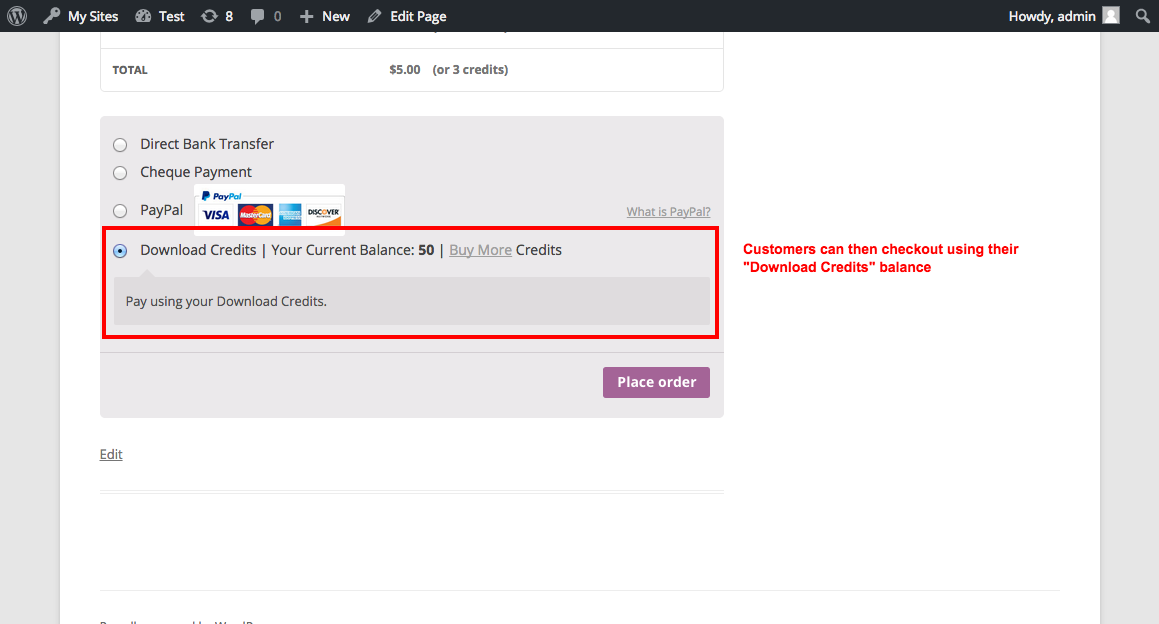 My Sites Test 8 0 New Edit Page Howdy, admin
TOTAL $5.00 (or 3 credits)
Direct Bank Transfer
Cheque Payment
PayPal
PayPal VISA MasterCard DISCOVER What is PayPal?
Download Credits | Your Current Balance: 50 | Buy More Credits
Customers can then checkout using their
"Download Credits" balance
Pay using your Download Credits.
Place order
Edit